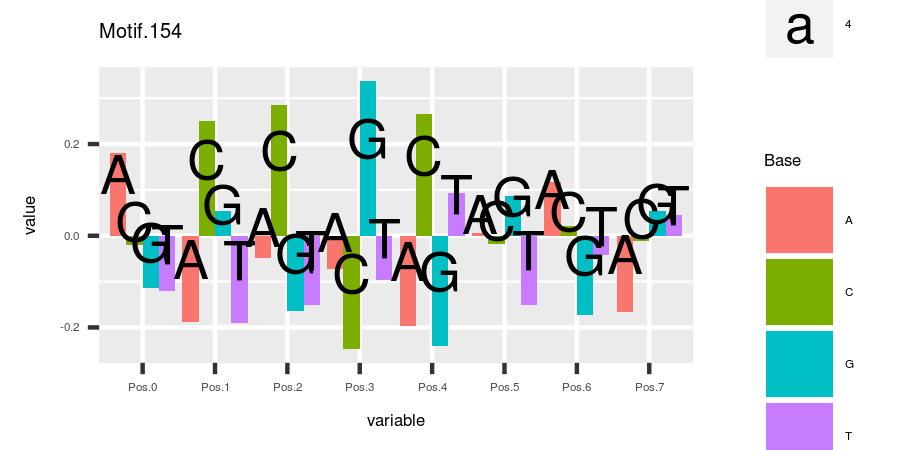 Motif.154
a 4
value
0.2
0.0
-0.2
A C G T A C G T A C G T A C G T A C G T A C G T A C G T A C G T
Pos.0 Pos.1 Pos.2 Pos.3 Pos.4 Pos.5 Pos.6 Pos.7
variable
Base
A
C
G
T